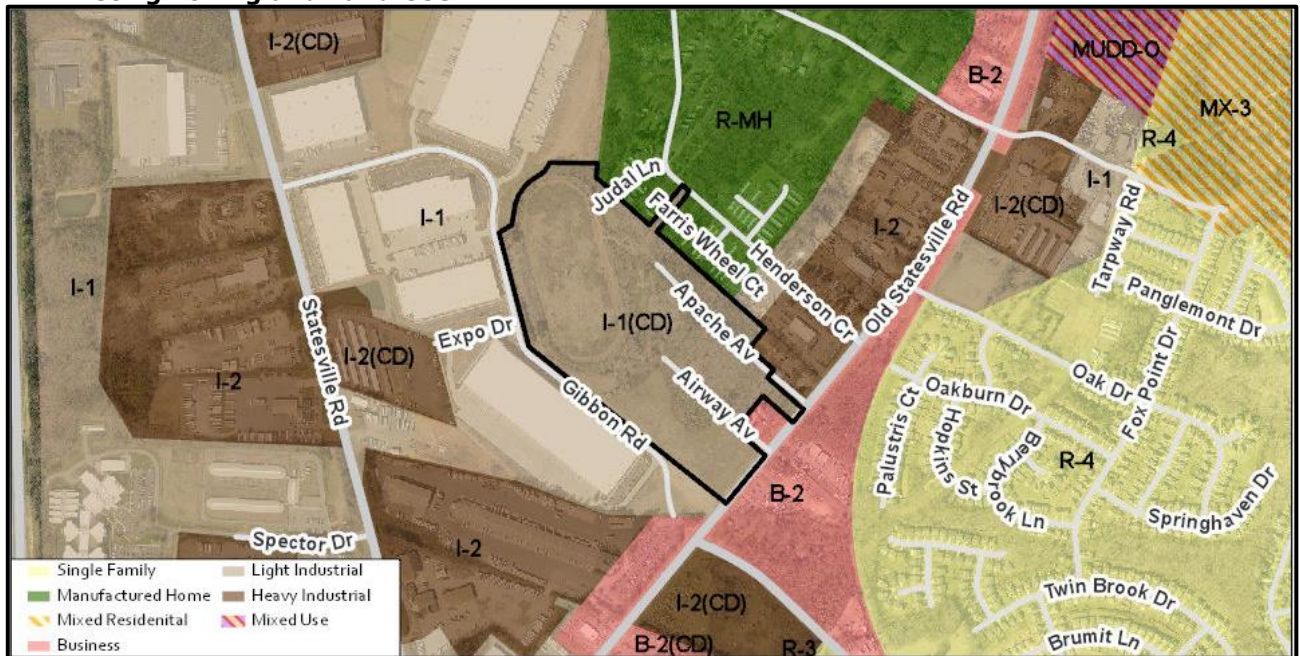 I-2(CD)
B-2
MUDD-O
MX-3
R-MH
R-4
I-1
I-2(CD)
Tarpway Rd
Judal Ln
Farris Wheel Ct
Henderson Cr
I-2
Old Statesville Rd
I-1
I-1
Statesville Rd
Expo Dr
I-2(CD)
I-2
Gibbon Rd
I-1(CD)
Apache Av
Airway Av
Panglemont Dr
Oak Dr
Fox Point Dr
Palustris Ct
Oakburn Dr
Hopkins St
Berrybrook Ln
R-4
Springhaven Dr
B-2
Spector Dr
I-2
I-2(CD)
B-2(CD)
R-3
Twin Brook Dr
Brumit Ln
Single Family
Light Industrial
Manufactured Home
Heavy Industrial
Mixed Residenital
Mixed Use
Business